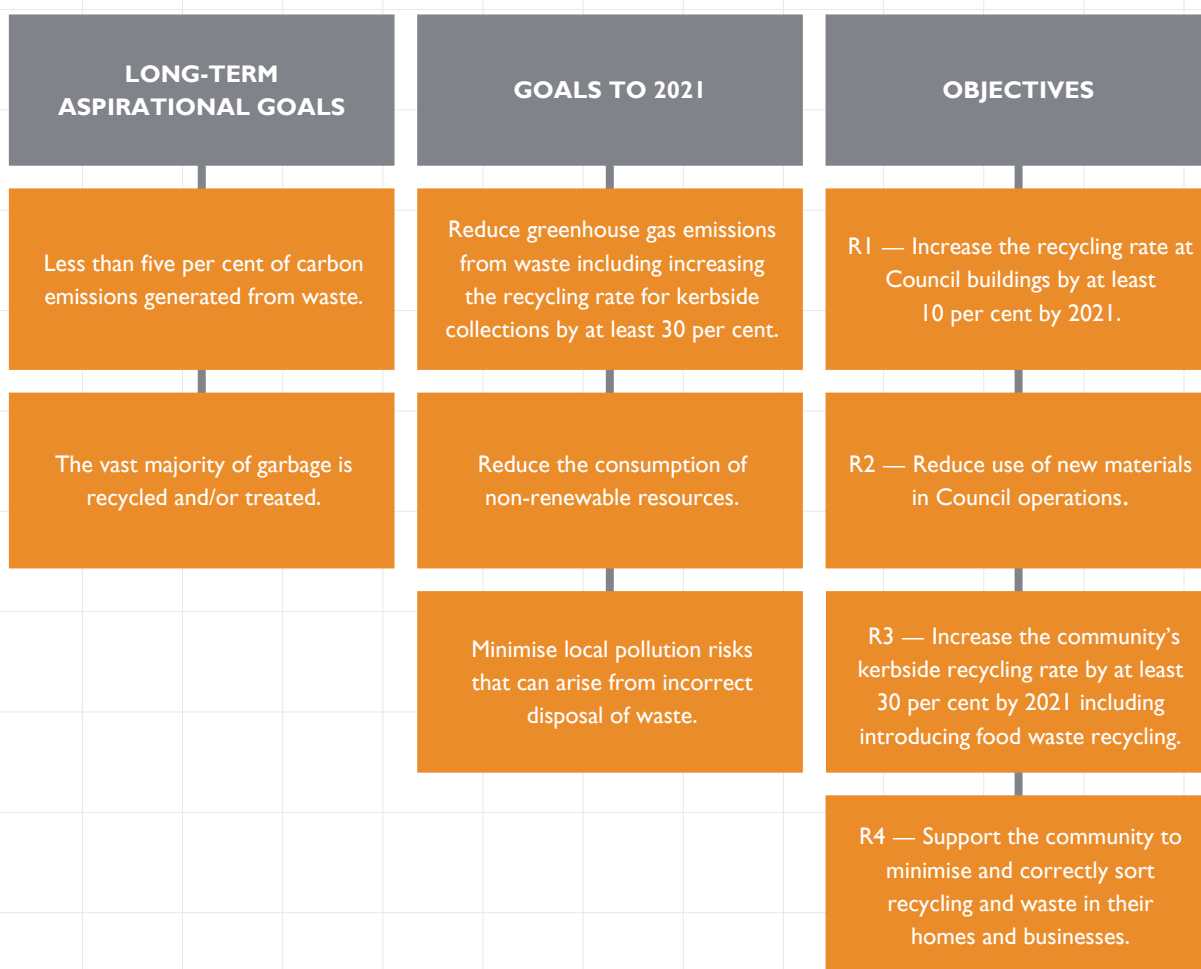 LONG-TERM
ASPIRATIONAL GOALS
Less than five per cent of carbon
emissions generated from waste.
The vast majority of garbage is
recycled and/or treated.
GOALS TO 2021
Reduce greenhouse gas emissions
from waste including increasing
the recycling rate for kerbside
collections by at least 30 per cent.
Reduce the consumption of
non-renewable resources.
Minimise local pollution risks
that can arise from incorrect
disposal of waste.
OBJECTIVES
R1 — Increase the recycling rate at
Council buildings by at least
10 per cent by 2021.
R2 — Reduce use of new materials
in Council operations.
R3 — Increase the community’s
kerbside recycling rate by at least
30 per cent by 2021 including
introducing food waste recycling.
R4 — Support the community to
minimise and correctly sort
recycling and waste in their
homes and businesses.